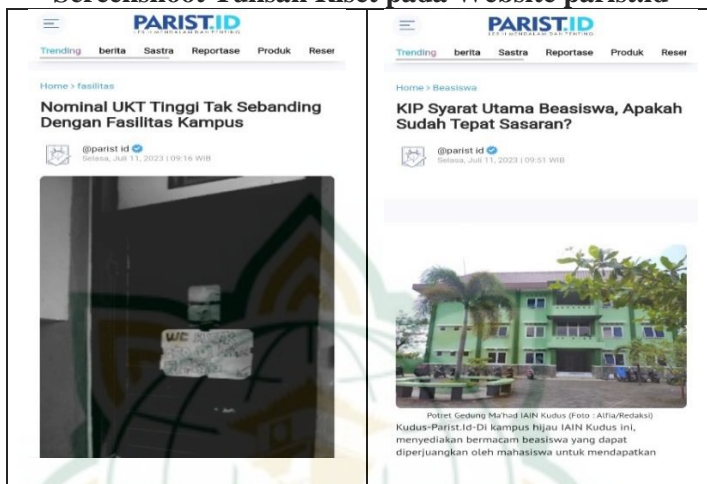 Screenshoot Tulisan Riset pada Website parist.id
PARIST.ID
Trending berita Sastra Reportase Produk Reser
Home > fasilitas
Nominal UKT Tinggi Tak Sebanding
Dengan Fasilitas Kampus
@parist id
Selasa, Juli 11, 2023 | 09:16 WIB
WC
PARIST.ID
Trending berita Sastra Reportase Produk Reser
Home > Beasiswa
KIP Syarat Utama Beasiswa, Apakah
Sudah Tepat Sasaran?
@parist id
Selasa, Juli 11, 2023 | 09:51 WIB
Potret Gedung Ma'had IAIN Kudus (Foto : Alfia/Redaksi)
Kudus-Parist.Id-Di kampus hijau IAIN Kudus ini,
menyediakan bermacam beasiswa yang dapat
diperjuangkan oleh mahasiswa untuk mendapatkan